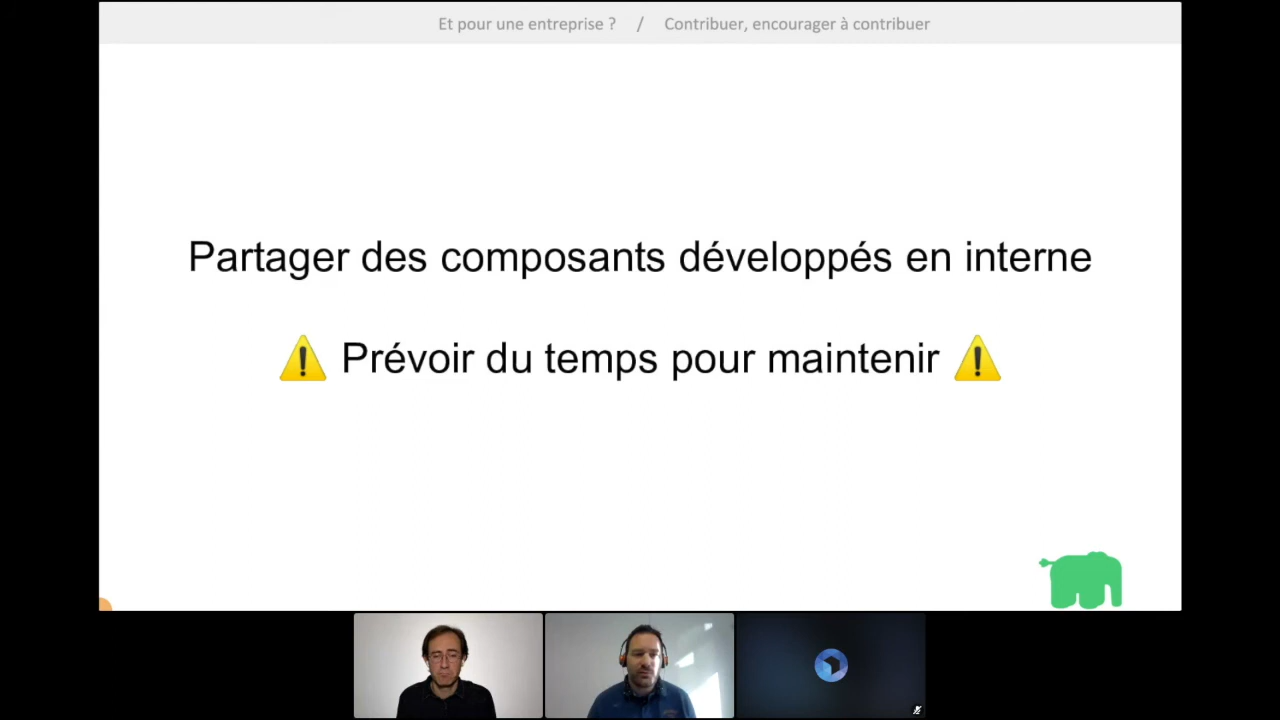 Et pour une entreprise ? / Contribuer, encourager à contribuer
Partager des composants développés en interne
⚠️ Prévoir du temps pour maintenir ⚠️